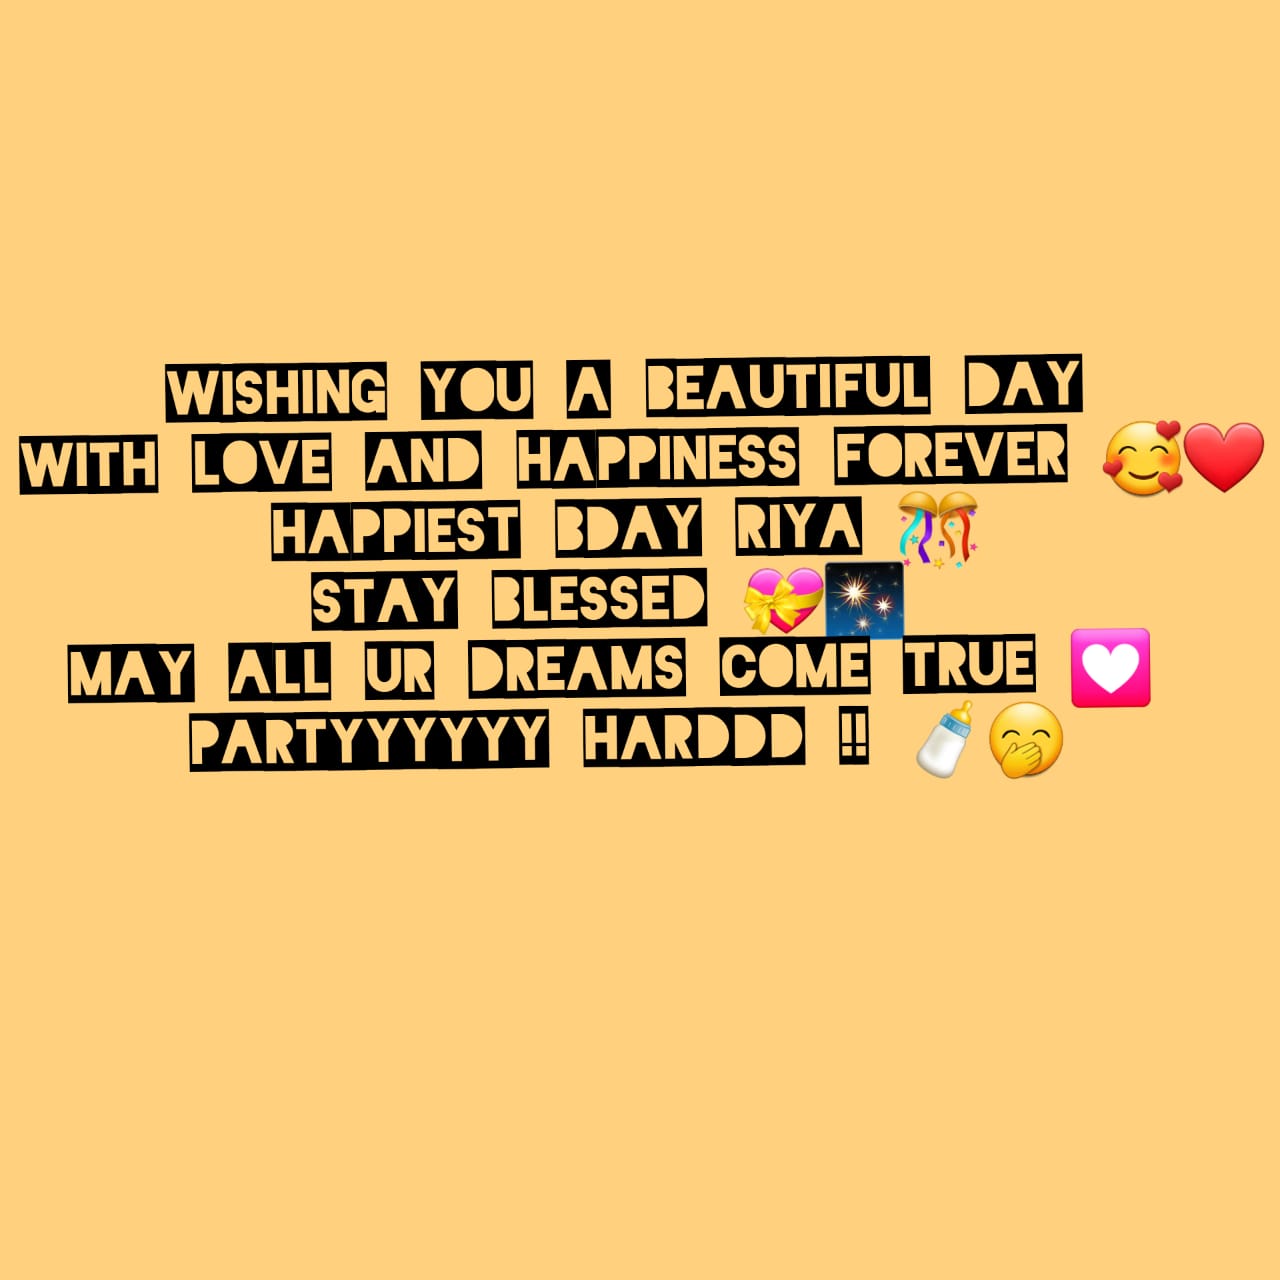 WISHING YOU A BEAUTIFUL DAY
WITH LOVE AND HAPPINESS FOREVER 🥰❤️
HAPPIEST BDAY RIYA 🎊
STAY BLESSED 💝🎇
MAY ALL UR DREAMS COME TRUE 💟
PARTYYYYYY HARDDD !! 🍼🤭